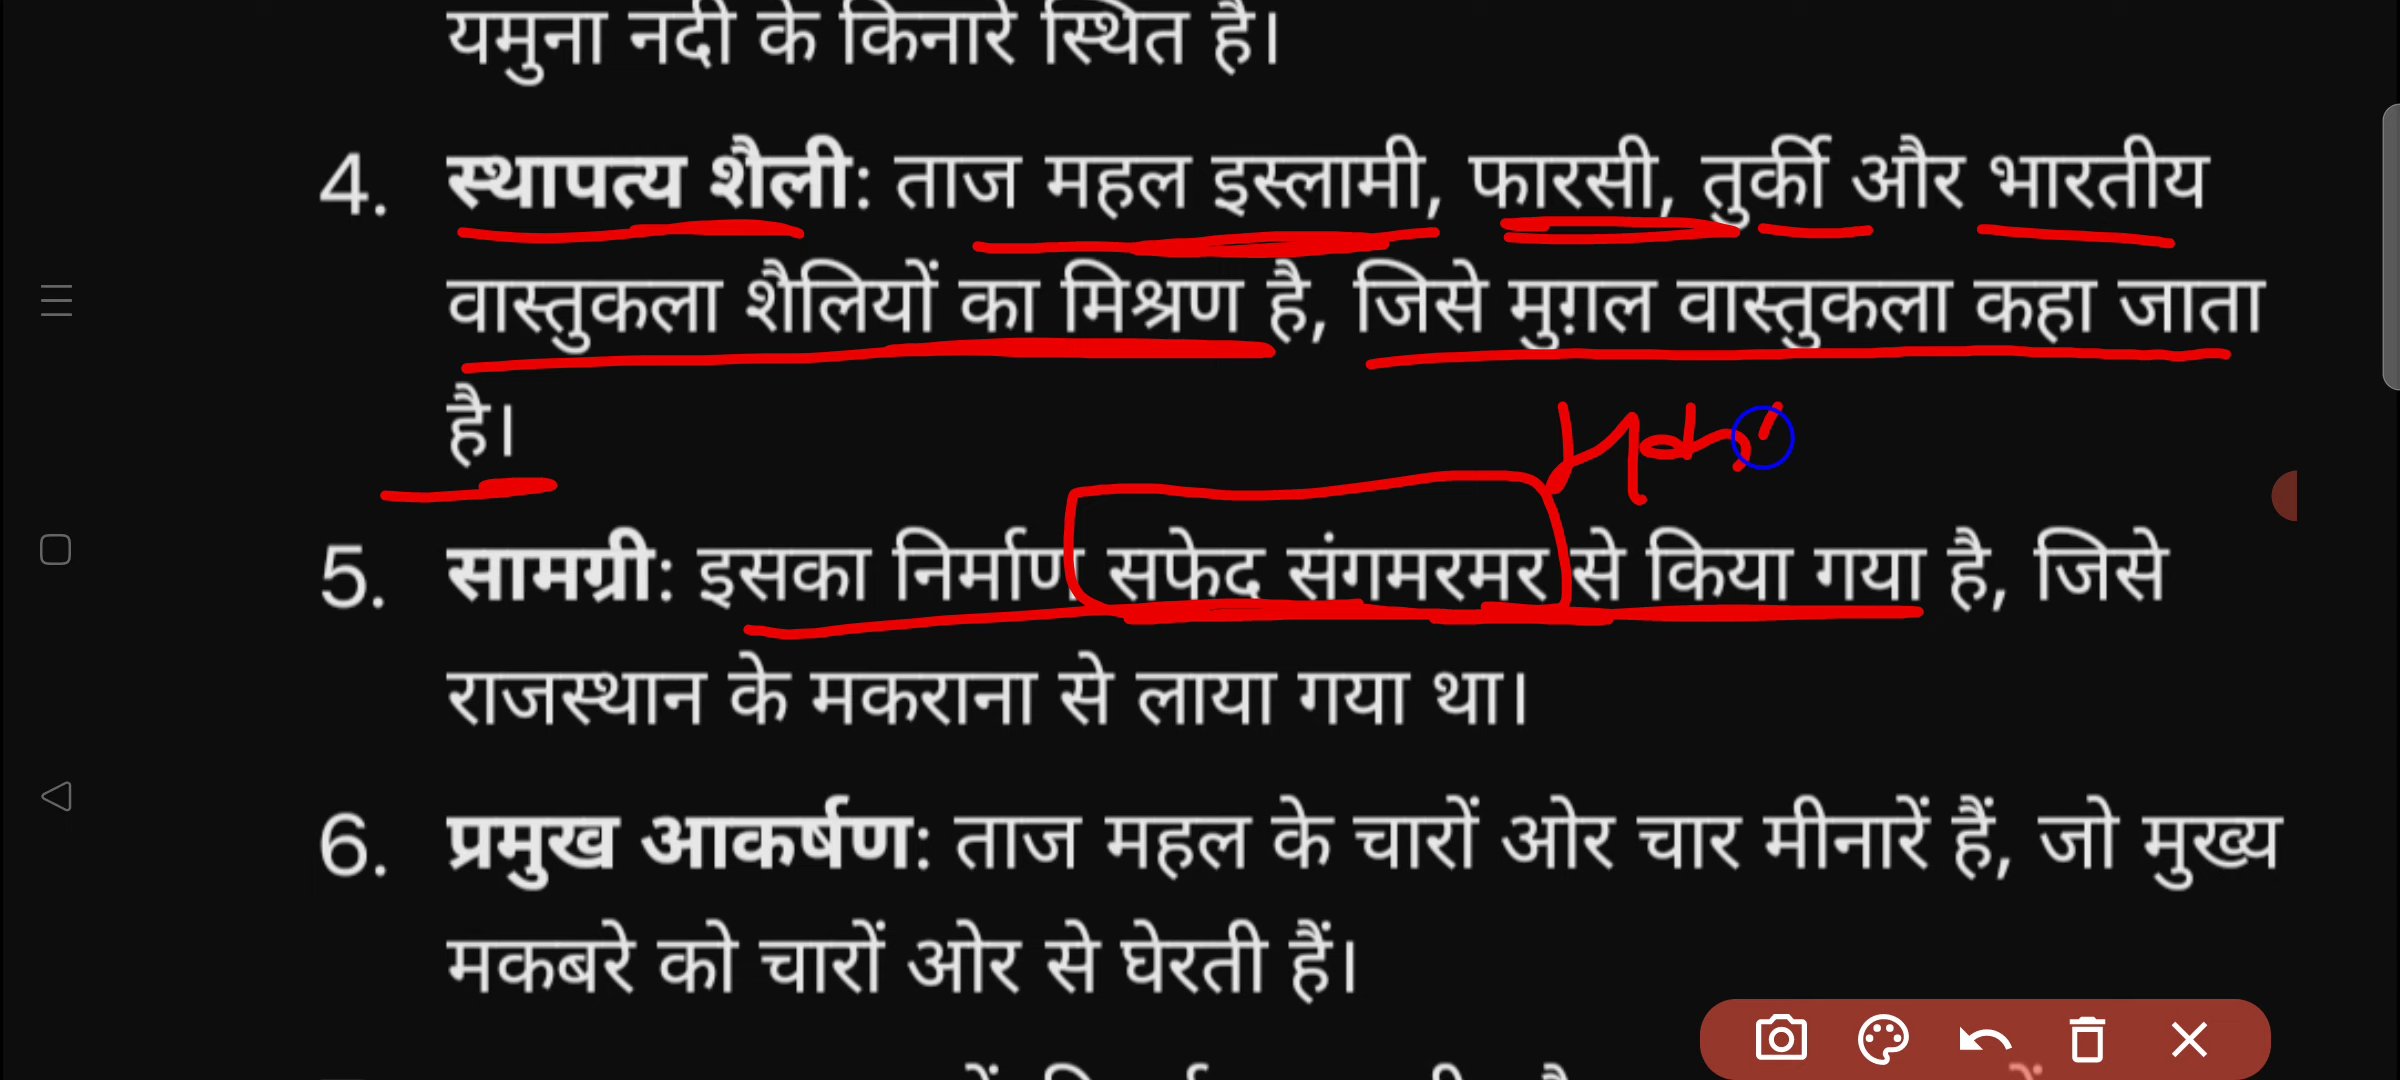 यमुना नदी के किनारे स्थित है।
4. स्थापत्य शैली: ताज महल इस्लामी, फारसी, तुर्की और भारतीय
वास्तुकला शैलियों का मिश्रण है, जिसे मुग़ल वास्तुकला कहा जाता
है।
5. सामग्री: इसका निर्माण सफेद संगमरमर से किया गया है, जिसे
राजस्थान के मकराना से लाया गया था।
6. प्रमुख आकर्षण: ताज महल के चारों ओर चार मीनारें हैं, जो मुख्य
मकबरे को चारों ओर से घेरती हैं।